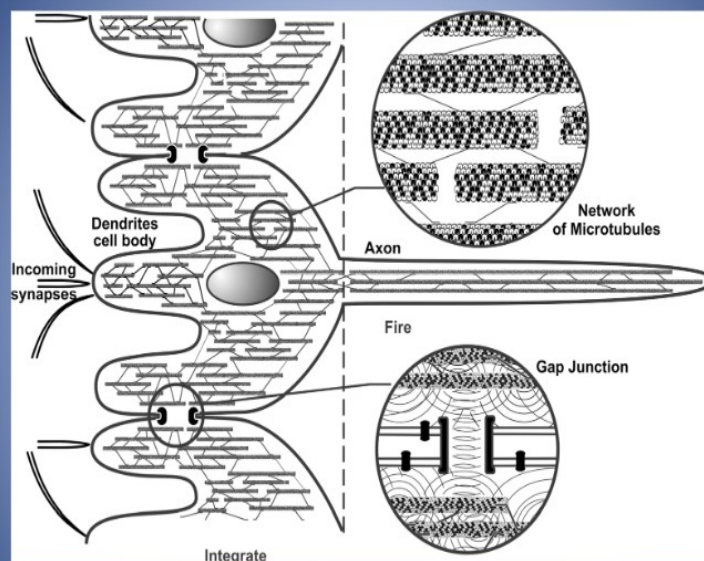 Dendrites
cell body
Incoming
synapses
Axon
Network
of Microtubules
Fire
Gap Junction
Integrate